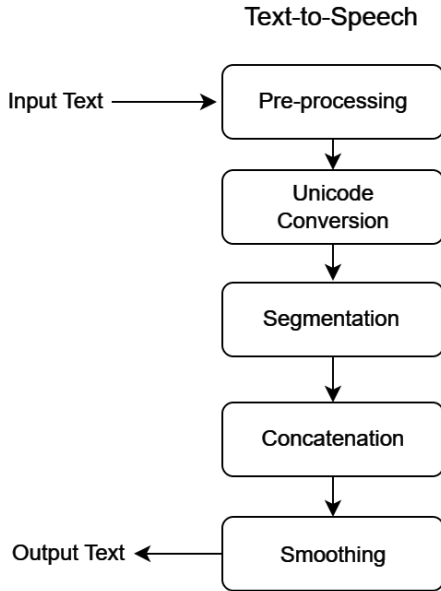 Text-to-Speech
Input Text
Pre-processing
Unicode
Conversion
Segmentation
Concatenation
Output Text
Smoothing